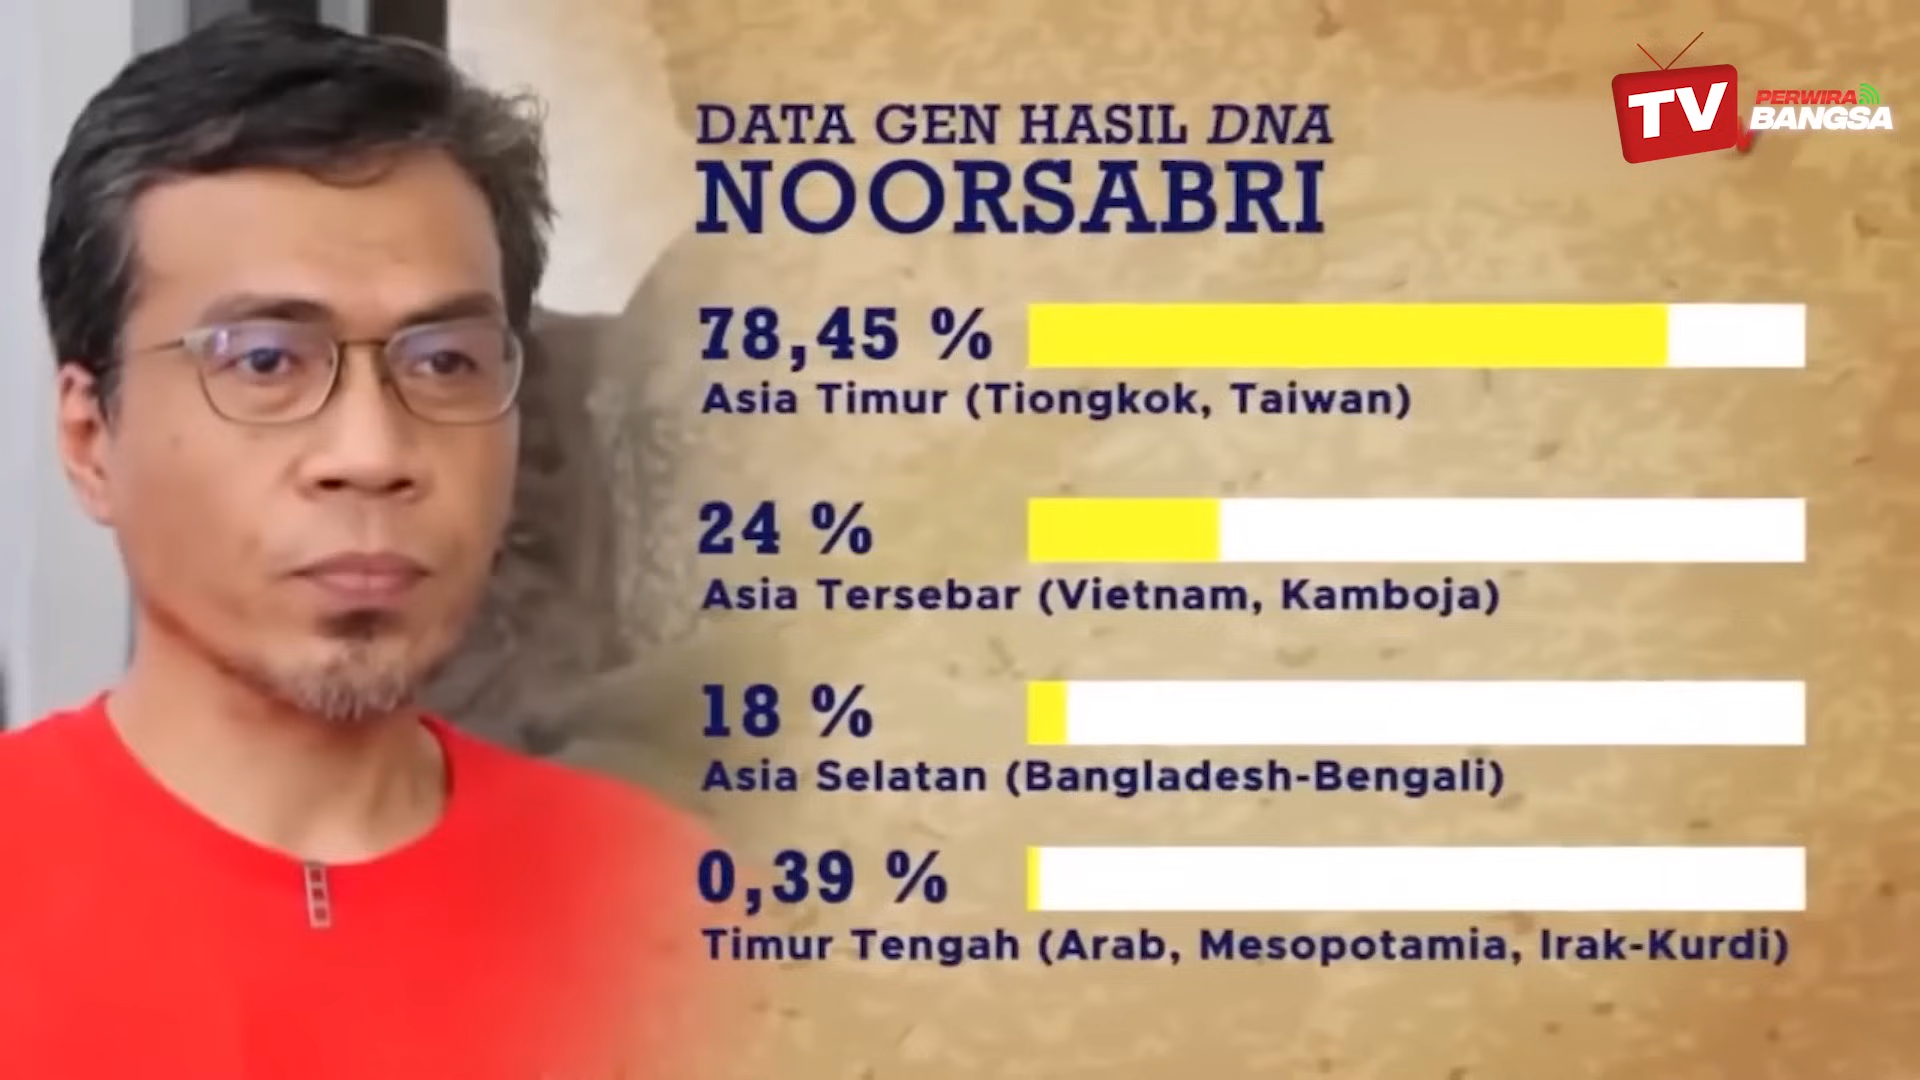 TV PERWIRA
BANGSA
DATA GEN HASIL DNA
NOORSABRI
78,45 %
Asia Timur (Tiongkok, Taiwan)
24 %
Asia Tersebar (Vietnam, Kamboja)
18 %
Asia Selatan (Bangladesh-Bengali)
0,39 %
Timur Tengah (Arab, Mesopotamia, Irak-Kurdi)